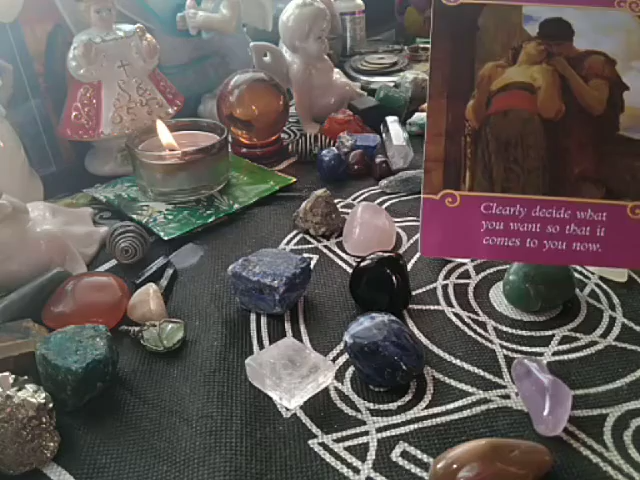 Clearly decide what
you want so that it
comes to you now.